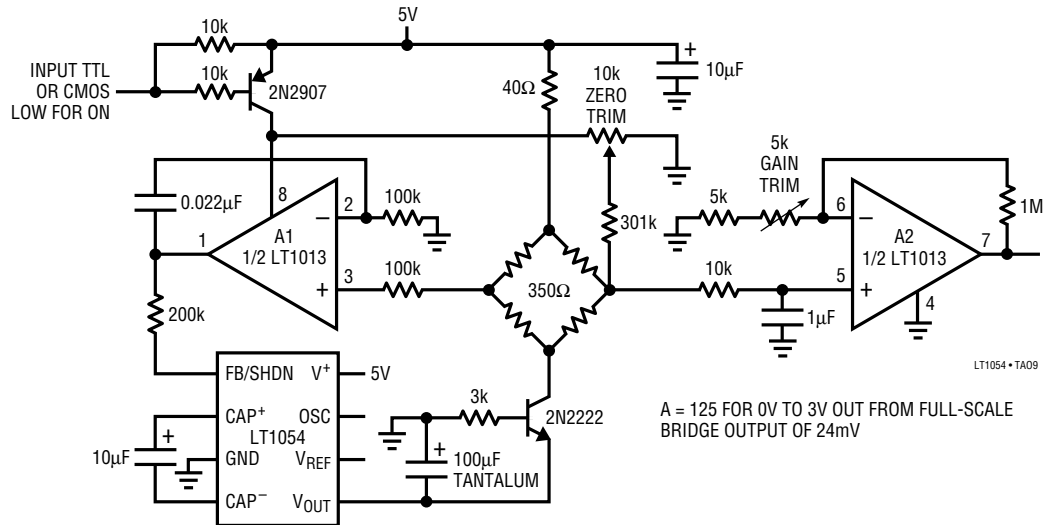 5V
10k
10k
INPUT TTL
OR CMOS
LOW FOR ON
2N2907
40Ω
10k
ZERO
TRIM
+
10µF
5k
GAIN
TRIM
0.022µF
8
2
–
100k
1
A1
1/2 LT1013
3
+
100k
301k
350Ω
5k
6
–
1M
A2
1/2 LT1013
7
10k
5
+
4
1µF
200k
LT1054 • TA09
FB/SHDN
V+
5V
CAP+
OSC
LT1054
GND
VREF
CAP–
VOUT
+
10µF
3k
2N2222
+
100µF
TANTALUM
A = 125 FOR 0V TO 3V OUT FROM FULL-SCALE
BRIDGE OUTPUT OF 24mV